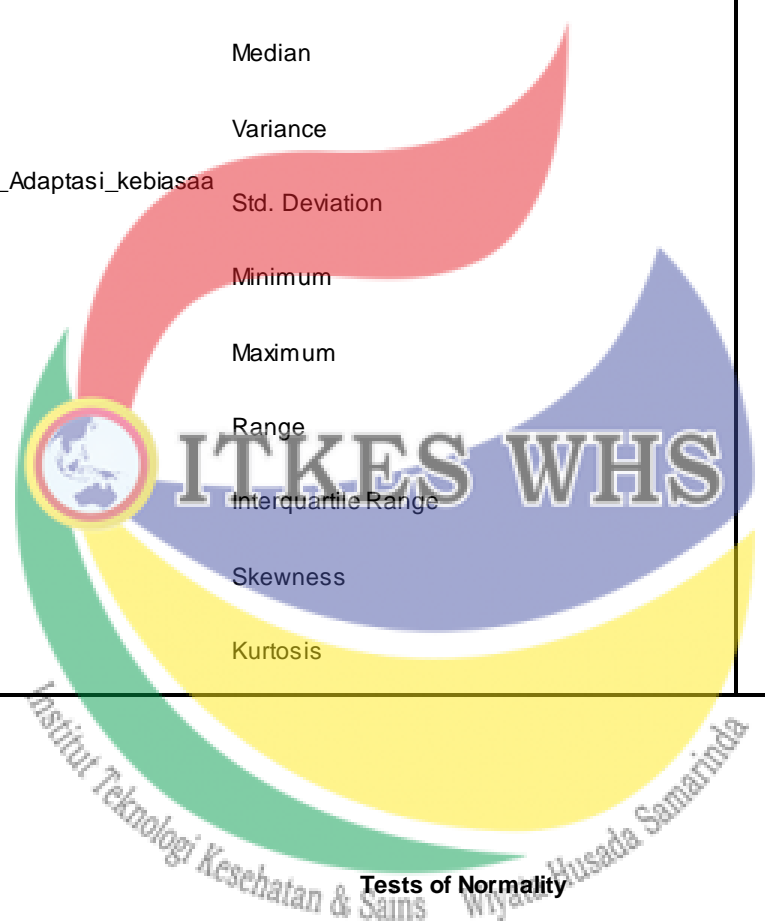 Median
Variance
_Adaptasi_kebiasaa
Std. Deviation
Minimum
Maximum
Range
ITKES WHS
Interquartile Range
Skewness
Kurtosis
Institut Teknologi Kesehatan & Sains Wiyata Husada Samarinda
Tests of Normality